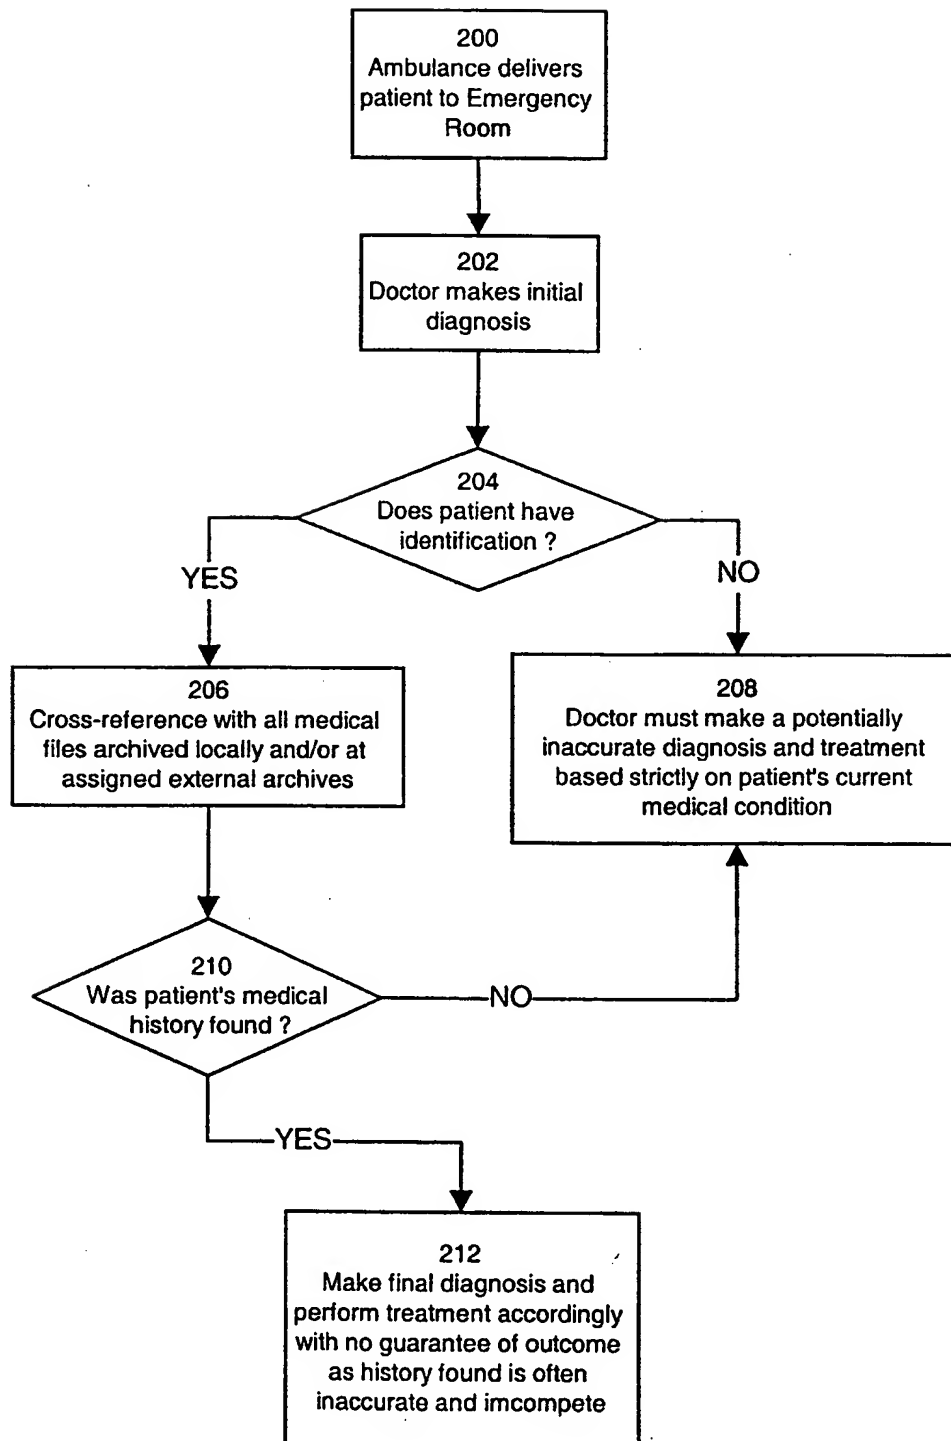 200
Ambulance delivers
patient to Emergency
Room
202
Doctor makes initial
diagnosis
204
Does patient have
identification ?
YES
NO
206
Cross-reference with all medical
files archived locally and/or at
assigned external archives
208
Doctor must make a potentially
inaccurate diagnosis and treatment
based strictly on patient's current
medical condition
210
Was patient's medical
history found ?
NO
YES
212
Make final diagnosis and
perform treatment accordingly
with no guarantee of outcome
as history found is often
inaccurate and imcompete